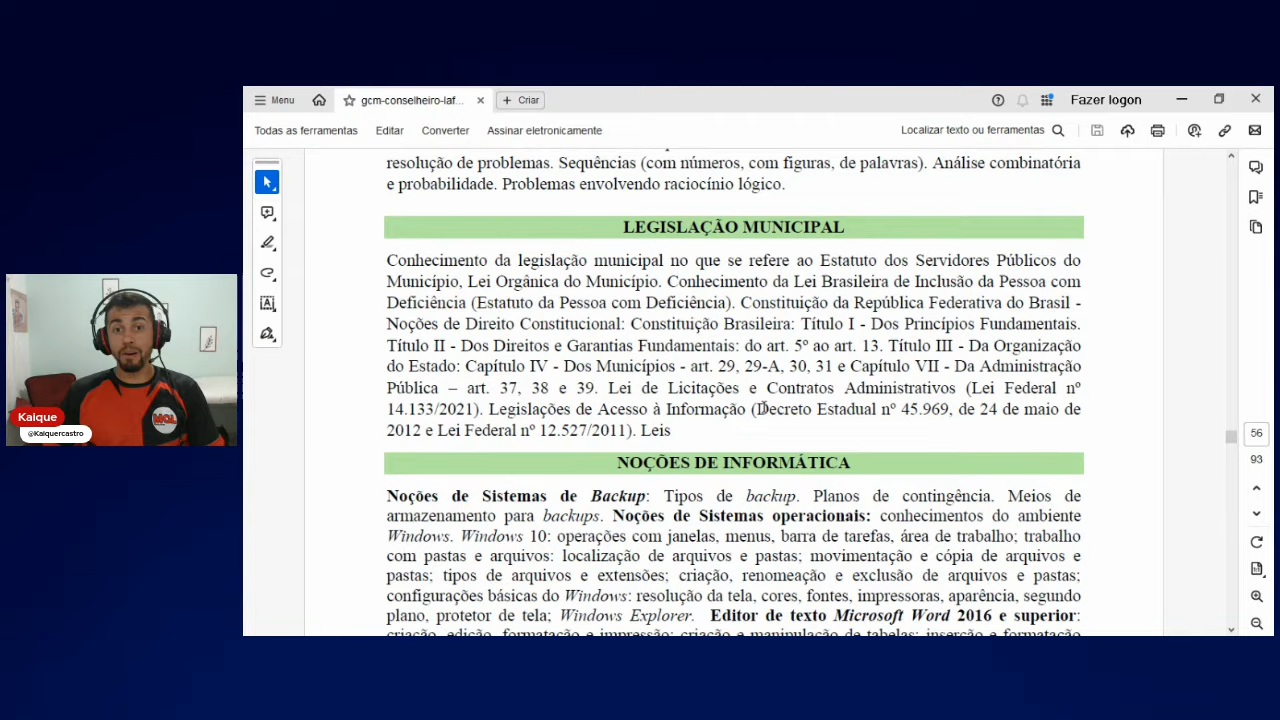 Menu
gcm-conselheiro-laf...
Criar
Fazer logon
Todas as ferramentas
Editar
Converter
Assinar eletronicamente
Localizar texto ou ferramentas
resolução de problemas. Sequências (com números, com figuras, de palavras). Análise combinatória
e probabilidade. Problemas envolvendo raciocínio lógico.
LEGISLAÇÃO MUNICIPAL
Conhecimento da legislação municipal no que se refere ao Estatuto dos Servidores Públicos do
Município, Lei Orgânica do Município. Conhecimento da Lei Brasileira de Inclusão da Pessoa com
Deficiência (Estatuto da Pessoa com Deficiência). Constituição da República Federativa do Brasil -
Noções de Direito Constitucional: Constituição Brasileira: Título I - Dos Princípios Fundamentais.
Título II - Dos Direitos e Garantias Fundamentais: do art. 5º ao art. 13. Título III - Da Organização
do Estado: Capítulo IV - Dos Municípios - art. 29, 29-A, 30, 31 e Capítulo VII - Da Administração
Pública – art. 37, 38 e 39. Lei de Licitações e Contratos Administrativos (Lei Federal nº
14.133/2021). Legislações de Acesso à Informação (Decreto Estadual nº 45.969, de 24 de maio de
2012 e Lei Federal nº 12.527/2011). Leis
NOÇÕES DE INFORMÁTICA
Noções de Sistemas de Backup: Tipos de backup. Planos de contingência. Meios de
armazenamento para backups. Noções de Sistemas operacionais: conhecimentos do ambiente
Windows. Windows 10: operações com janelas, menus, barra de tarefas, área de trabalho; trabalho
com pastas e arquivos: localização de arquivos e pastas; movimentação e cópia de arquivos e
pastas; tipos de arquivos e extensões; criação, renomeação e exclusão de arquivos e pastas;
configurações básicas do Windows: resolução da tela, cores, fontes, impressoras, aparência, segundo
plano, protetor de tela; Windows Explorer. Editor de texto Microsoft Word 2016 e superior:
criação, edição, formatação e impressão; criação e manipulação de tabelas; inserção e formatação
56
93
Kaique
@Kaiquercastro